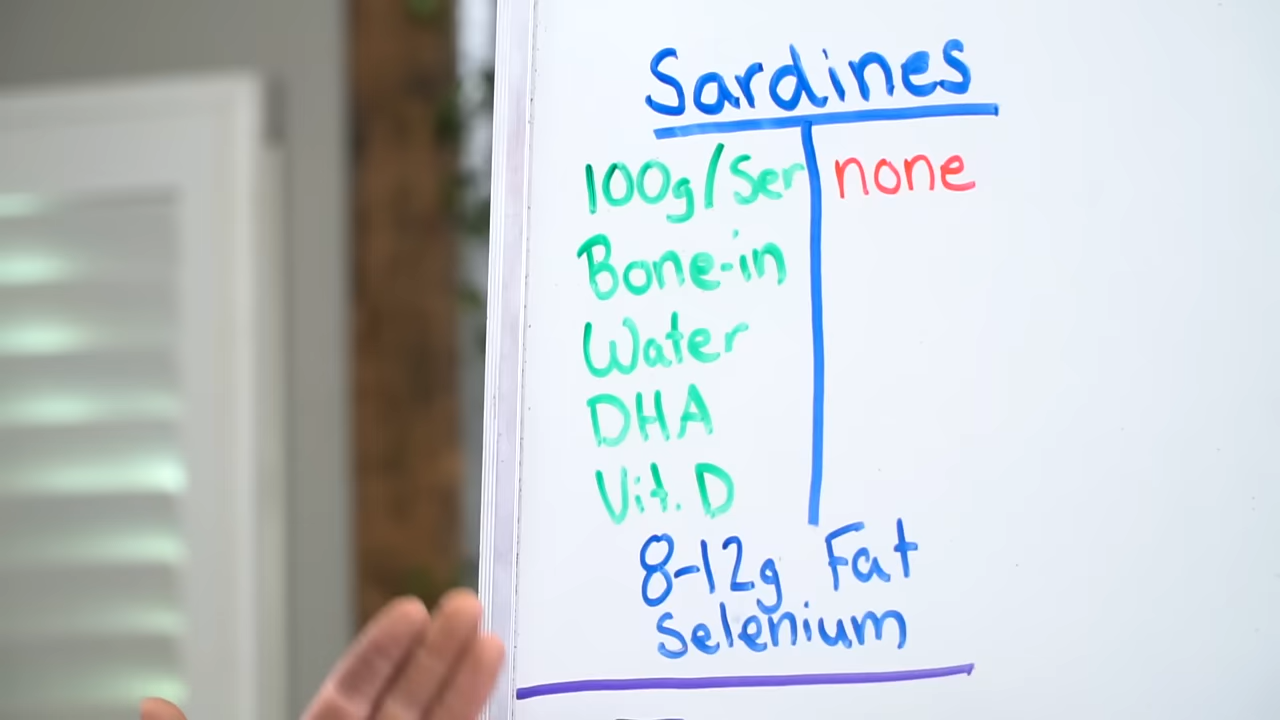 Sardines
100g/Ser none
Bone-in
Water
DHA
Vit. D
8-12g Fat
Selenium